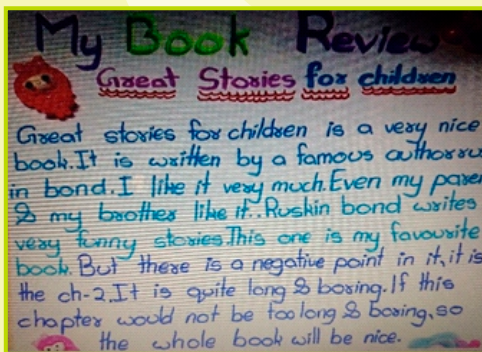 My Book Review
Great Stories for children
Great stories for children is a very nice
book. It is written by a famous author
in bond. I like it very much. Even my
& my brother like it.. Ruskin bond writes
very funny stories. This one is my favourite
book. But there is a negative point in it, it is
the ch-2. It is quite long & boring. If this
chapter would not be too long & boring, so
the whole book will be nice.